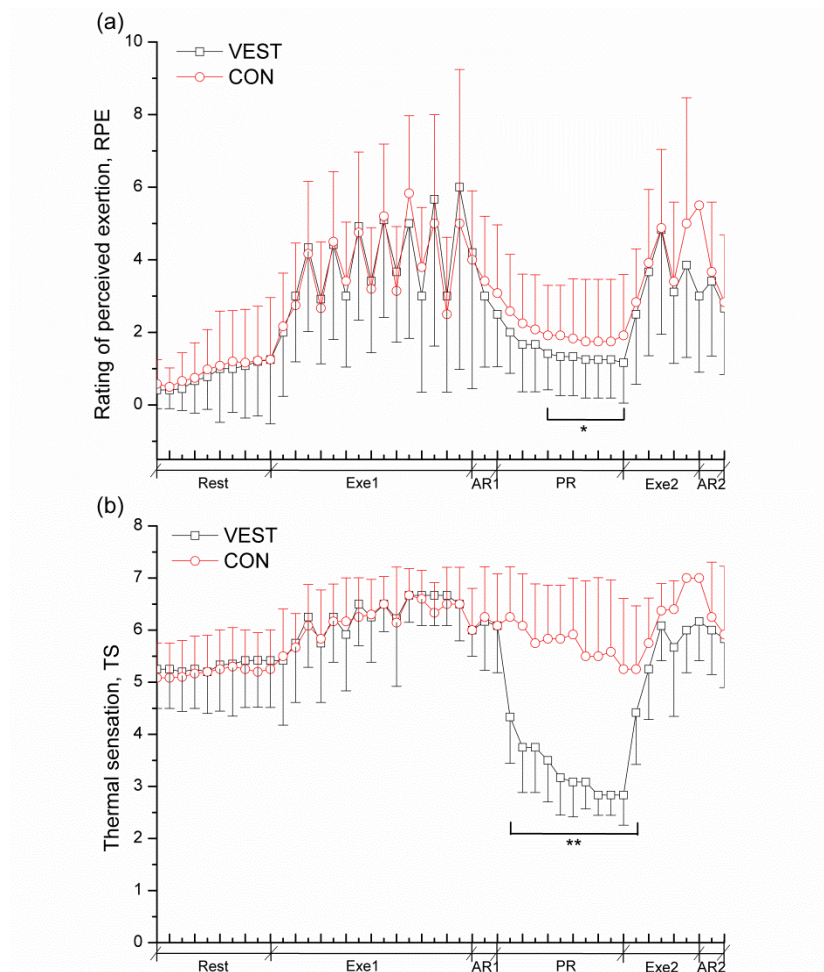 (a)
VEST
CON
Rating of perceived exertion, RPE
10
8
6
4
2
0
*
Rest Exe1 AR1 PR Exe2 AR2
(b)
VEST
CON
Thermal sensation, TS
8
7
6
5
4
3
2
1
0
**
Rest Exe1 AR1 PR Exe2 AR2